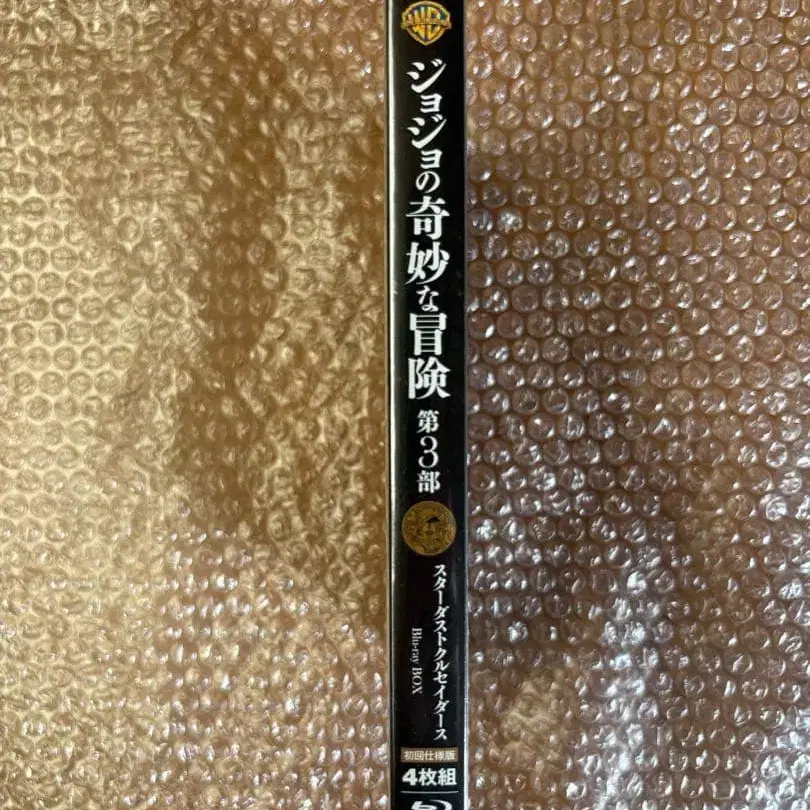 WB
ジョジョの奇妙な冒険
第3部
スターダストクルセイダース
Blu-ray BOX
初回仕様版
4枚組